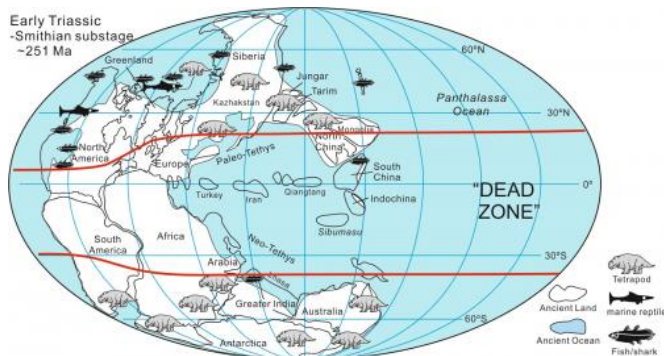 Early Triassic
-Smithian substage
~251 Ma
60°N
Greenland
Siberia
Jungar
Tarim
Kazhakstan
Panthalassa
Ocean
30°N
Mongolia
North
China
North
America
Europe
Paleo-Tethys
South
China
Turkey
Iran
Qiangtang
0°
Indochina
"DEAD
ZONE"
Sibumasu
South
America
Africa
Neo-Tethys
Arabia
Lhasa
30°S
Greater India
Australia
60°S
Antarctica
Tetrapod
marine reptile
Fish/shark
Ancient Land
Ancient Ocean